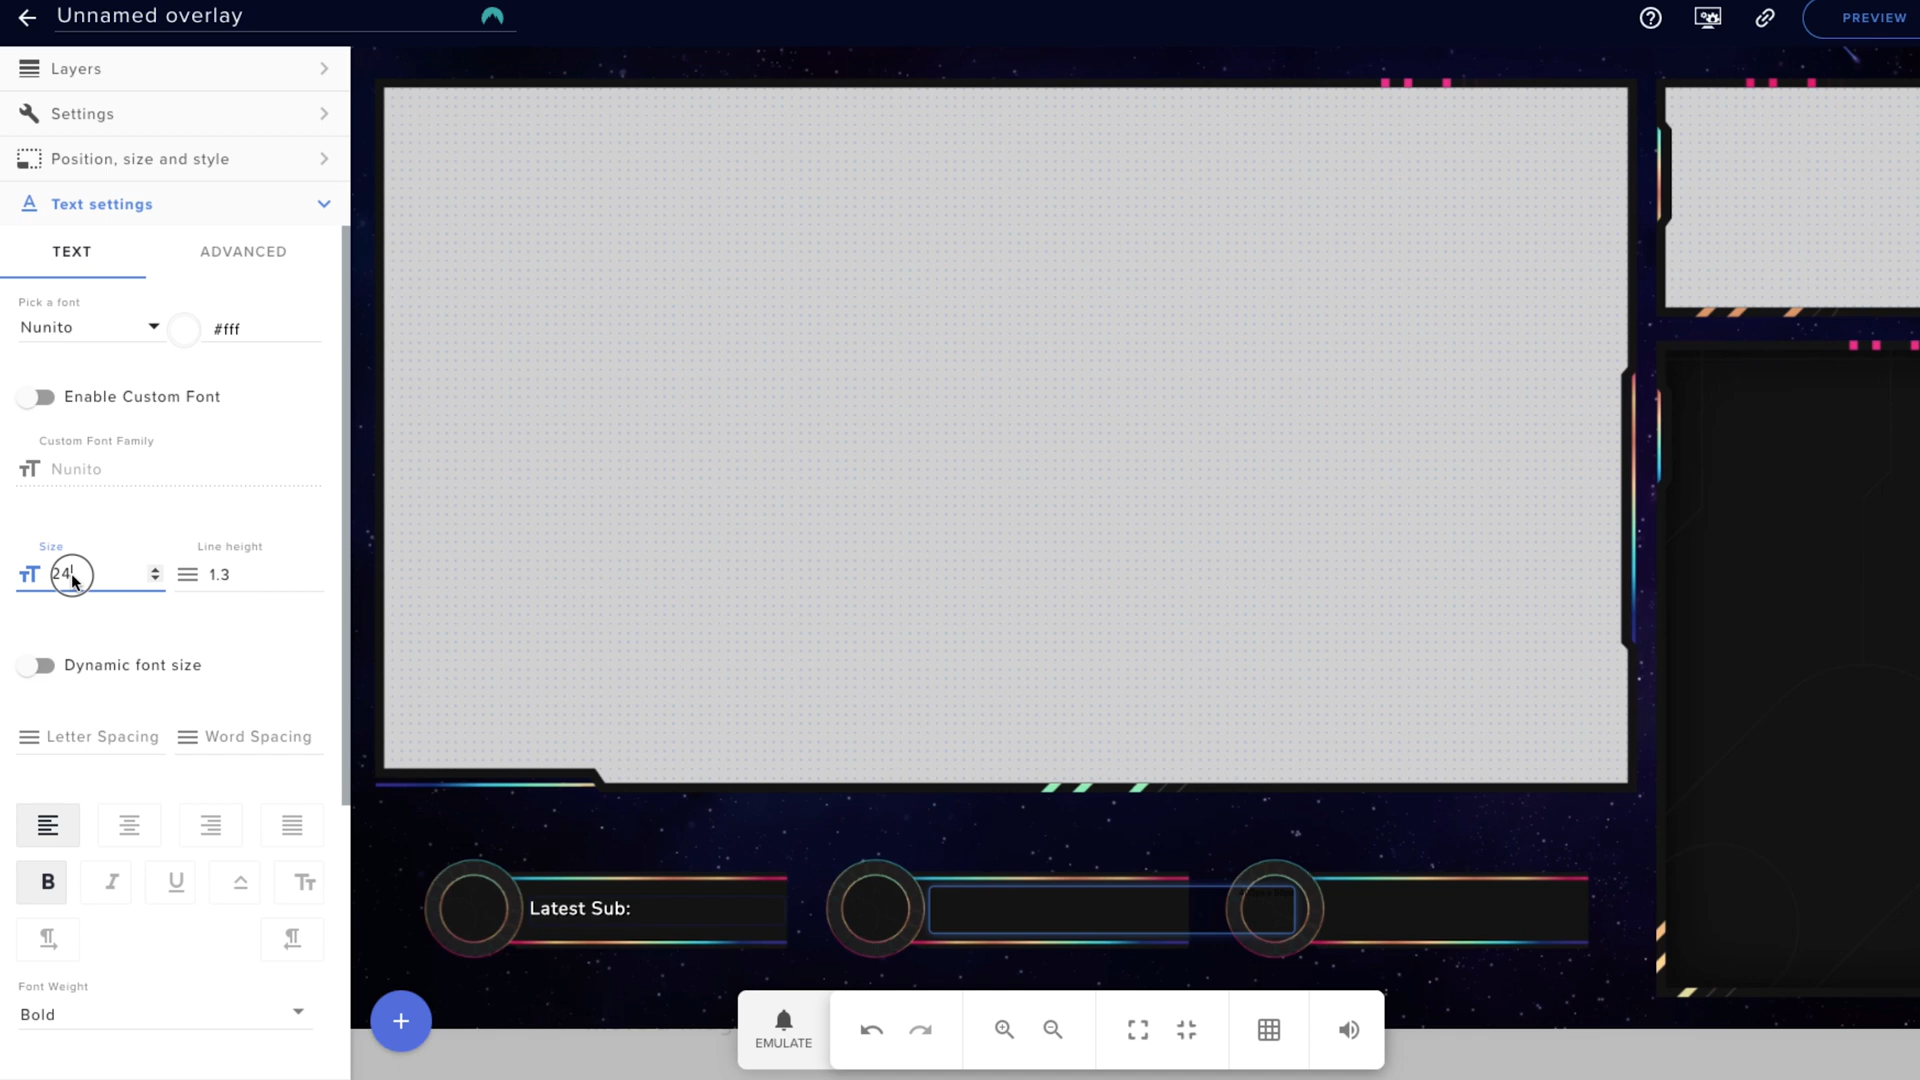 Unnamed overlay
PREVIEW
Layers
Settings
Position, size and style
Text settings
TEXT
ADVANCED
Pick a font
Nunito
#fff
Enable Custom Font
Custom Font Family
Nunito
Size
Line height
24
1.3
Dynamic font size
Letter Spacing
Word Spacing
B
I
U
Tт
Font Weight
Bold
Latest Sub:
EMULATE